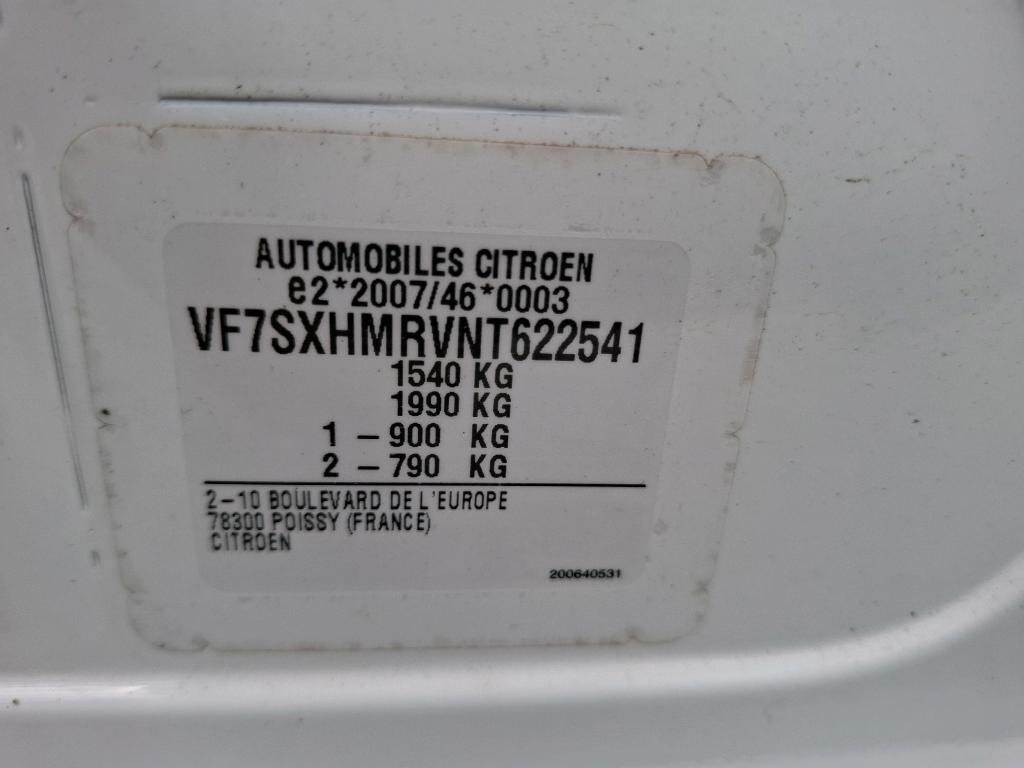 AUTOMOBILES CITROEN
e2*2007/46*0003
VF7SXHMRVNT622541
1540 KG
1990 KG
1 – 900 KG
2 – 790 KG
2–10 BOULEVARD DE L'EUROPE
78300 POISSY (FRANCE)
CITROEN
200640531